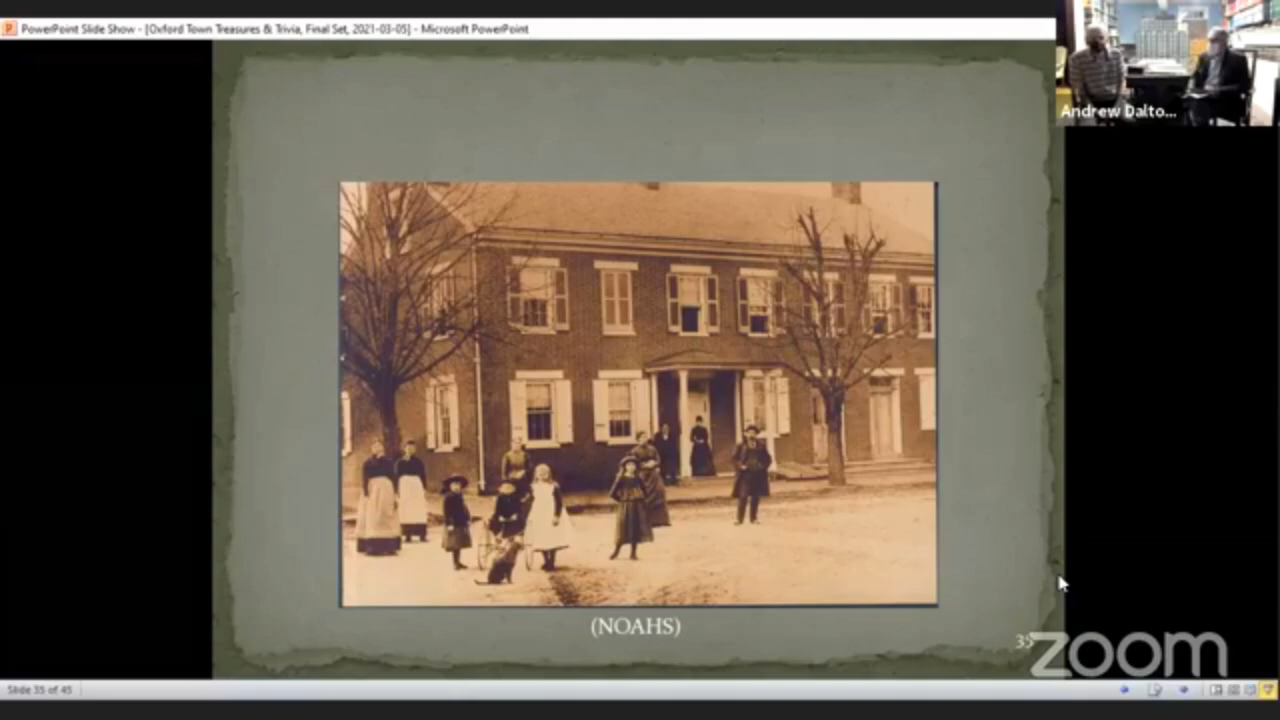 PowerPoint Slide Show - [Oxford Town Treasures & Trivia, Final Set, 2021-03-05] - Microsoft PowerPoint
Andrew Dalto...
(NOAHS)
35
zoom
Slide 35 of 45